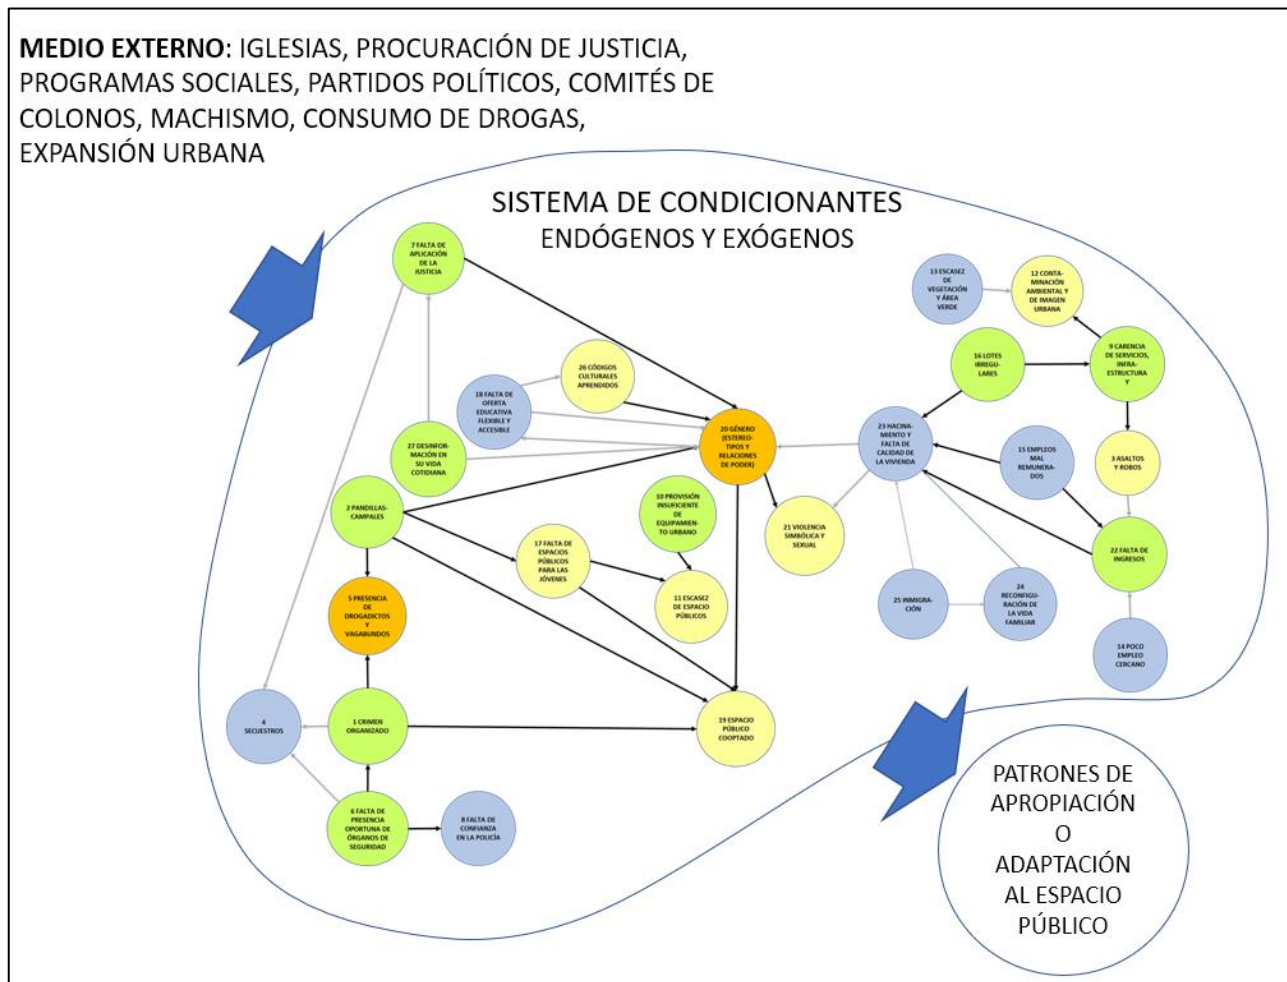 MEDIO EXTERNO: IGLESIAS, PROCURACIÓN DE JUSTICIA,
PROGRAMAS SOCIALES, PARTIDOS POLÍTICOS, COMITÉS DE
COLONOS, MACHISMO, CONSUMO DE DROGAS,
EXPANSIÓN URBANA
SISTEMA DE CONDICIONANTES
ENDÓGENOS Y EXÓGENOS
7 FALTA DE
APLICACIÓN
DE LA
JUSTICIA
13 ESCASEZ
DE
VEGETACIÓN
Y ÁREA
VERDE
12 CONTA-
MINACIÓN
AMBIENTAL Y
DE IMAGEN
URBANA
16 LOTES
IRREGU-
LARES
9 CARENCIA
DE SERVICIOS,
INFRA-
ESTRUCTURA
Y
26 CÓDIGOS
CULTURALES
APRENDIDOS
18 FALTA DE
OFERTA
EDUCATIVA
FLEXIBLE Y
ACCESIBLE
27 DESINFOR-
MACIÓN EN
SU VIDA
COTIDIANA
20 GÉNERO
(ESTEREO-
TIPOS Y
RELACIONES
DE PODER)
23 HACINA-
MIENTO Y
FALTA DE
CALIDAD DE
LA VIVIENDA
15 EMPLEOS
MAL
REMUNERA-
DOS
3 ASALTOS
Y ROBOS
2 PANDILLAS-
CAMPALES
10 PROVISIÓN
INSUFICIENTE
DE
EQUIPAMIEN-
TO URBANO
21 VIOLENCIA
SIMBÓLICA Y
SEXUAL
17 FALTA DE
ESPACIOS
PÚBLICOS
PARA LAS
JÓVENES
22 FALTA DE
INGRESOS
5 PRESENCIA
DE
DROGADICTOS
Y
VAGABUNDOS
11 ESCASEZ
DE ESPACIO
PÚBLICOS
25 INMIGRA-
CIÓN
24
RECONFIGU-
RACIÓN DE
LA VIDA
FAMILIAR
14 POCO
EMPLEO
CERCANO
4
SECUESTROS
1 CRIMEN
ORGANIZADO
19 ESPACIO
PÚBLICO
COOPTADO
6 FALTA DE
PRESENCIA
OPORTUNA DE
ÓRGANOS DE
SEGURIDAD
8 FALTA DE
CONFIANZA
EN LA POLICÍA
PATRONES DE
APROPIACIÓN
O
ADAPTACIÓN
AL ESPACIO
PÚBLICO